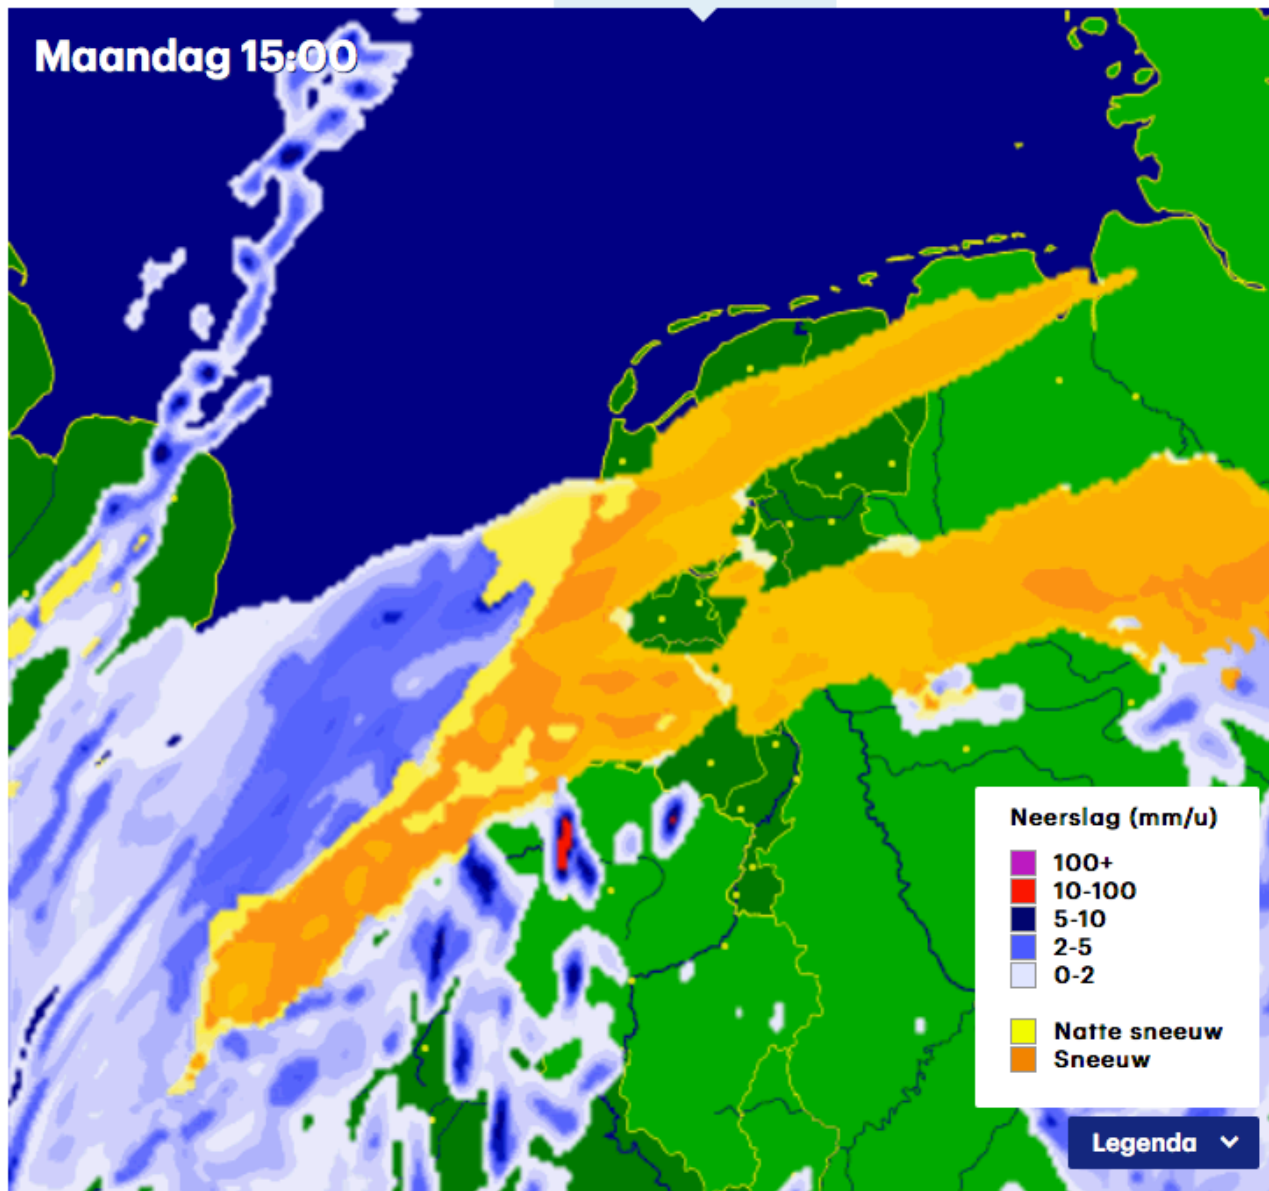 Maandag 15:00
Neerslag (mm/u)
100+
10-100
5-10
2-5
0-2
Natte sneeuw
Sneeuw
Legenda